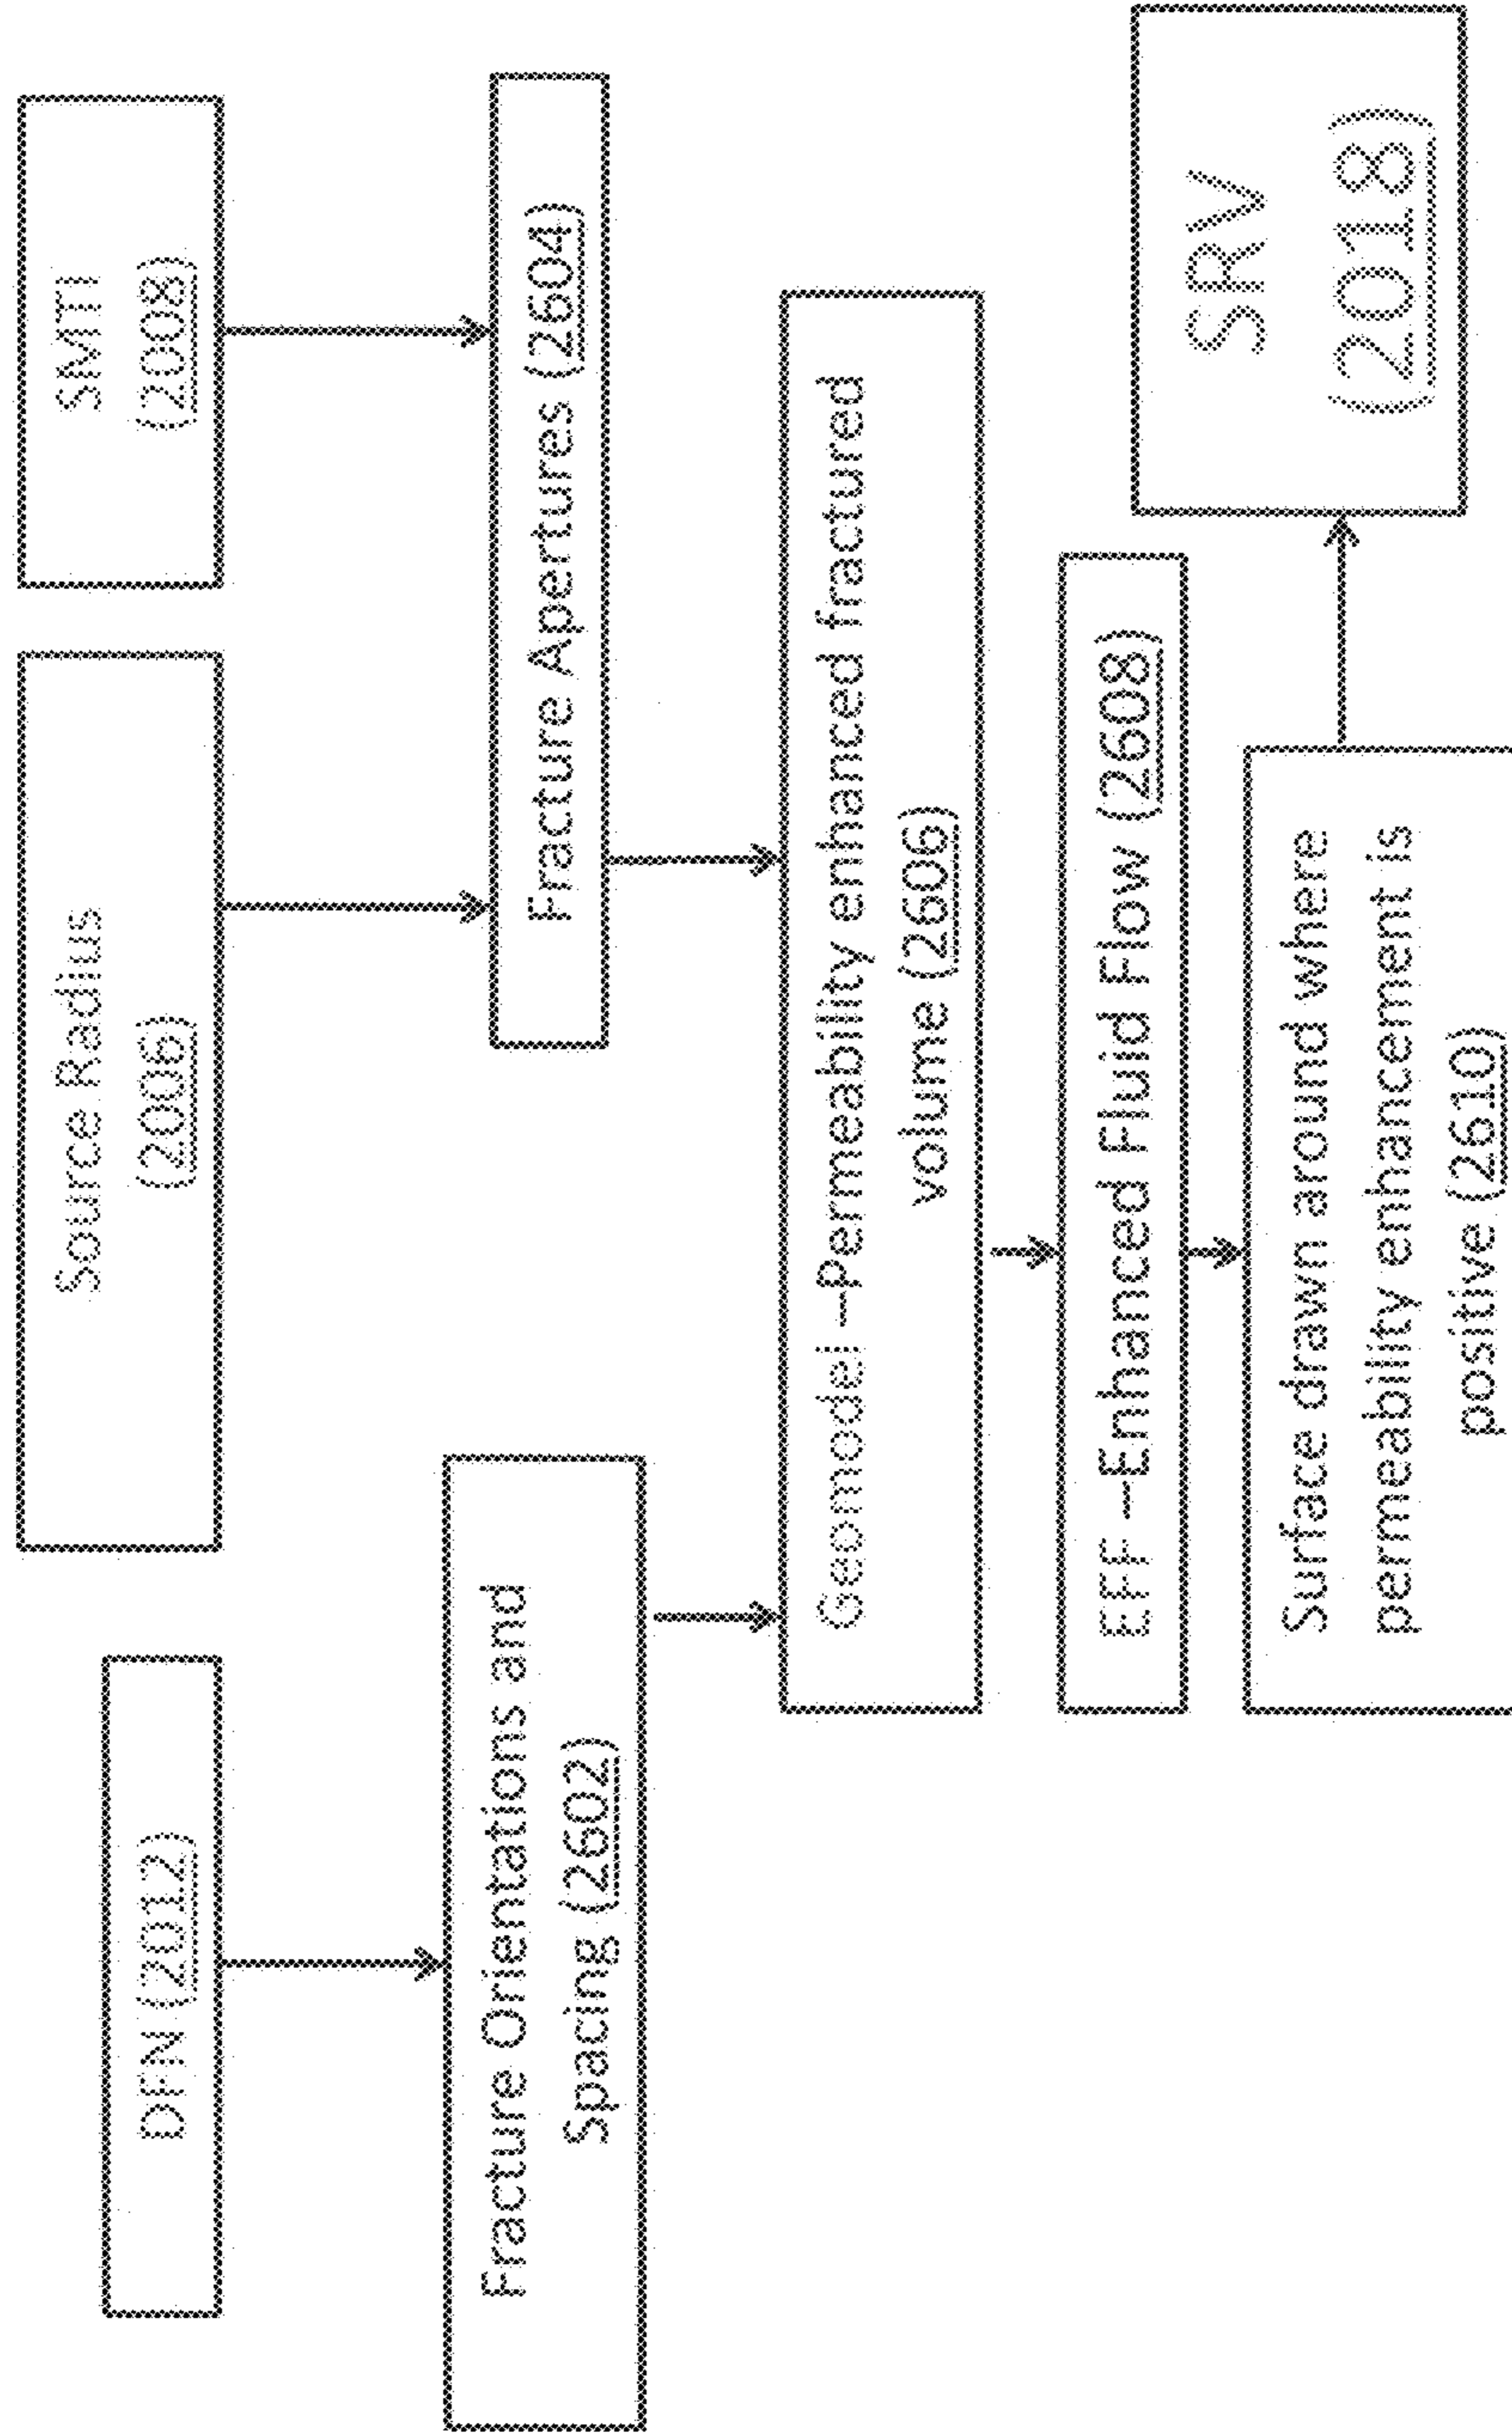 DFN (2012)
Source Radius
(2006)
SMTI
(2008)
Fracture Orientations and
Spacing (2602)
Fracture Apertures (2604)
Geomodel –Permeability enhanced fractured
volume (2606)
EFF –Enhanced Fluid Flow (2608)
Surface drawn around where
permeability enhancement is
positive (2610)
SRV
(2018)